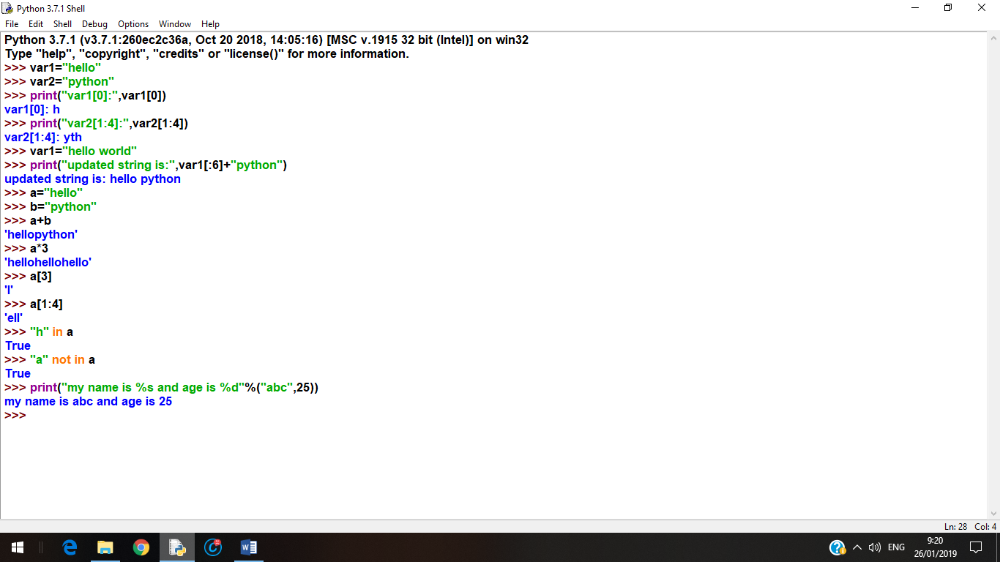 Python 3.7.1 Shell
File Edit Shell Debug Options Window Help
Python 3.7.1 (v3.7.1:260ec2c36a, Oct 20 2018, 14:05:16) [MSC v.1915 32 bit (Intel)] on win32
Type "help", "copyright", "credits" or "license()" for more information.
>>> var1="hello"
>>> var2="python"
>>> print("var1[0]:",var1[0])
var1[0]: h
>>> print("var2[1:4]:",var2[1:4])
var2[1:4]: yth
>>> var1="hello world"
>>> print("updated string is:",var1[:6]+"python")
updated string is: hello python
>>> a="hello"
>>> b="python"
>>> a+b
'hellopython'
>>> a*3
'hellohellohello'
>>> a[3]
'l'
>>> a[1:4]
'ell'
>>> "h" in a
True
>>> "a" not in a
True
>>> print("my name is %s and age is %d"%("abc",25))
my name is abc and age is 25
>>>
Ln: 28 Col: 4
ENG
9:20
26/01/2019